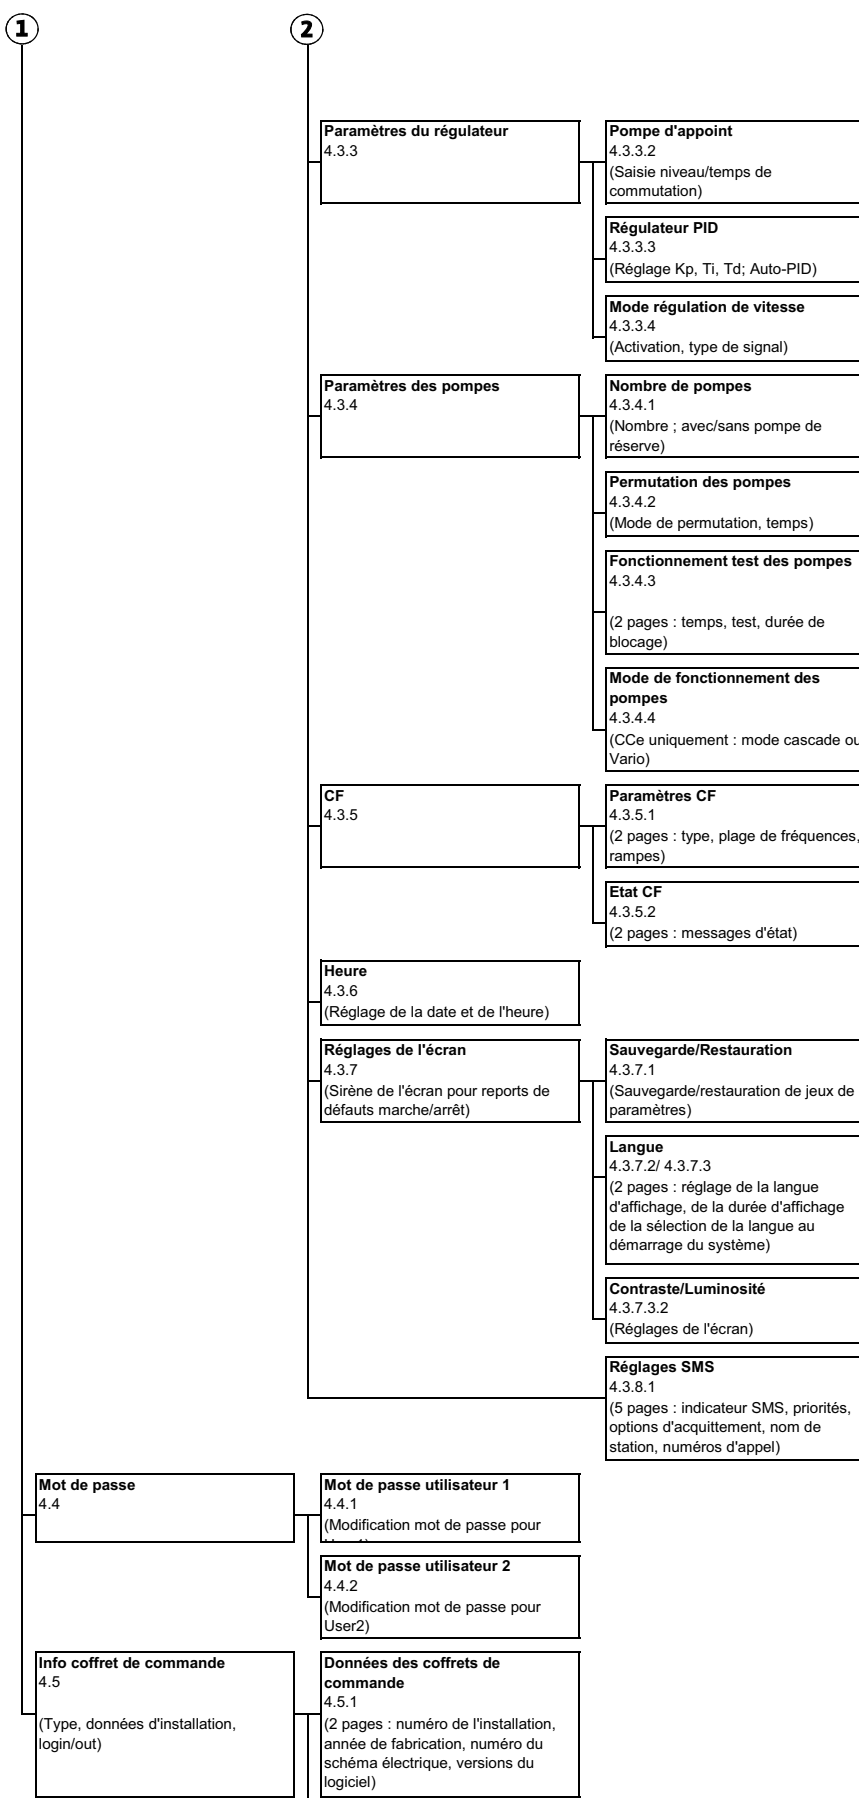 1
2
Paramètres du régulateur
4.3.3
Pompe d'appoint
4.3.3.2
(Saisie niveau/temps de
commutation)
Régulateur PID
4.3.3.3
(Réglage Kp, Ti, Td; Auto-PID)
Mode régulation de vitesse
4.3.3.4
(Activation, type de signal)
Paramètres des pompes
4.3.4
Nombre de pompes
4.3.4.1
(Nombre ; avec/sans pompe de
réserve)
Permutation des pompes
4.3.4.2
(Mode de permutation, temps)
Fonctionnement test des pompes
4.3.4.3
(2 pages : temps, test, durée de
blocage)
Mode de fonctionnement des
pompes
4.3.4.4
(CCe uniquement : mode cascade ou
Vario)
CF
4.3.5
Paramètres CF
4.3.5.1
(2 pages : type, plage de fréquences,
rampes)
Etat CF
4.3.5.2
(2 pages : messages d'état)
Heure
4.3.6
(Réglage de la date et de l'heure)
Réglages de l'écran
4.3.7
(Sirène de l'écran pour reports de
défauts marche/arrêt)
Sauvegarde/Restauration
4.3.7.1
(Sauvegarde/restauration de jeux de
paramètres)
Langue
4.3.7.2/ 4.3.7.3
(2 pages : réglage de la langue
d'affichage, de la durée d'affichage
de la sélection de la langue au
démarrage du système)
Contraste/Luminosité
4.3.7.3.2
(Réglages de l'écran)
Réglages SMS
4.3.8.1
(5 pages : indicateur SMS, priorités,
options d'acquittement, nom de
station, numéros d'appel)
Mot de passe
4.4
Mot de passe utilisateur 1
4.4.1
(Modification mot de passe pour
Mot de passe utilisateur 2
4.4.2
(Modification mot de passe pour
User2)
Info coffret de commande
4.5
(Type, données d'installation,
login/out)
Données des coffrets de
commande
4.5.1
(2 pages : numéro de l'installation,
année de fabrication, numéro du
schéma électrique, versions du
logiciel)